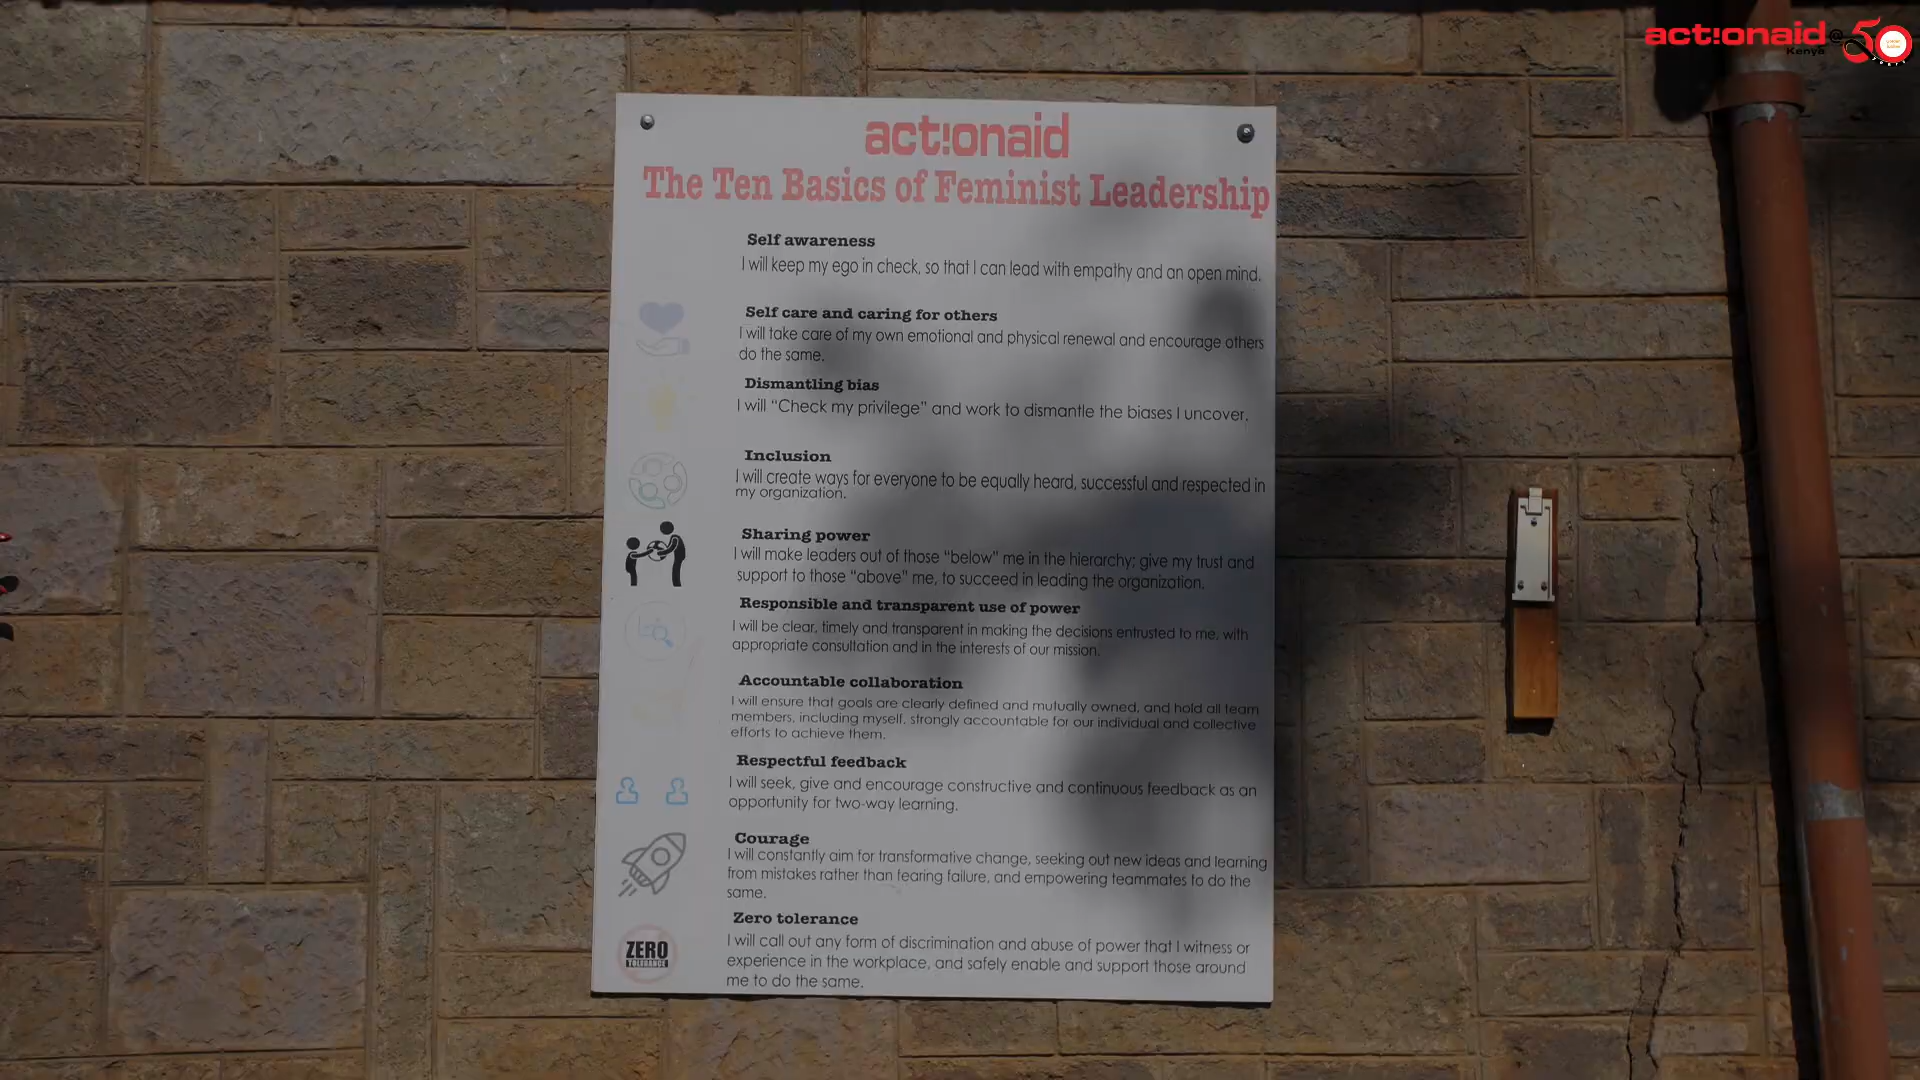 act!onaid
Kenya
@
50
act!onaid
The Ten Basics of Feminist Leadership
Self awareness
I will keep my ego in check, so that I can lead with empathy and an open mind.
Self care and caring for others
I will take care of my own emotional and physical renewal and encourage others
do the same.
Dismantling bias
I will “Check my privilege” and work to dismantle the biases I uncover.
Inclusion
I will create ways for everyone to be equally heard, successful and respected in
my organization.
Sharing power
I will make leaders out of those “below” me in the hierarchy; give my trust and
support to those “above” me, to succeed in leading the organization.
Responsible and transparent use of power
I will be clear, timely and transparent in making the decisions entrusted to me, with
appropriate consultation and in the interests of our mission.
Accountable collaboration
I will ensure that goals are clearly defined and mutually owned, and hold all team
members, including myself, strongly accountable for our individual and collective
efforts to achieve them.
Respectful feedback
I will seek, give and encourage constructive and continuous feedback as an
opportunity for two-way learning.
Courage
I will constantly aim for transformative change, seeking out new ideas and learning
from mistakes rather than fearing failure, and empowering teammates to do the
same.
Zero tolerance
I will call out any form of discrimination and abuse of power that I witness or
experience in the workplace, and safely enable and support those around
me to do the same.
ZERO
TOLERANCE